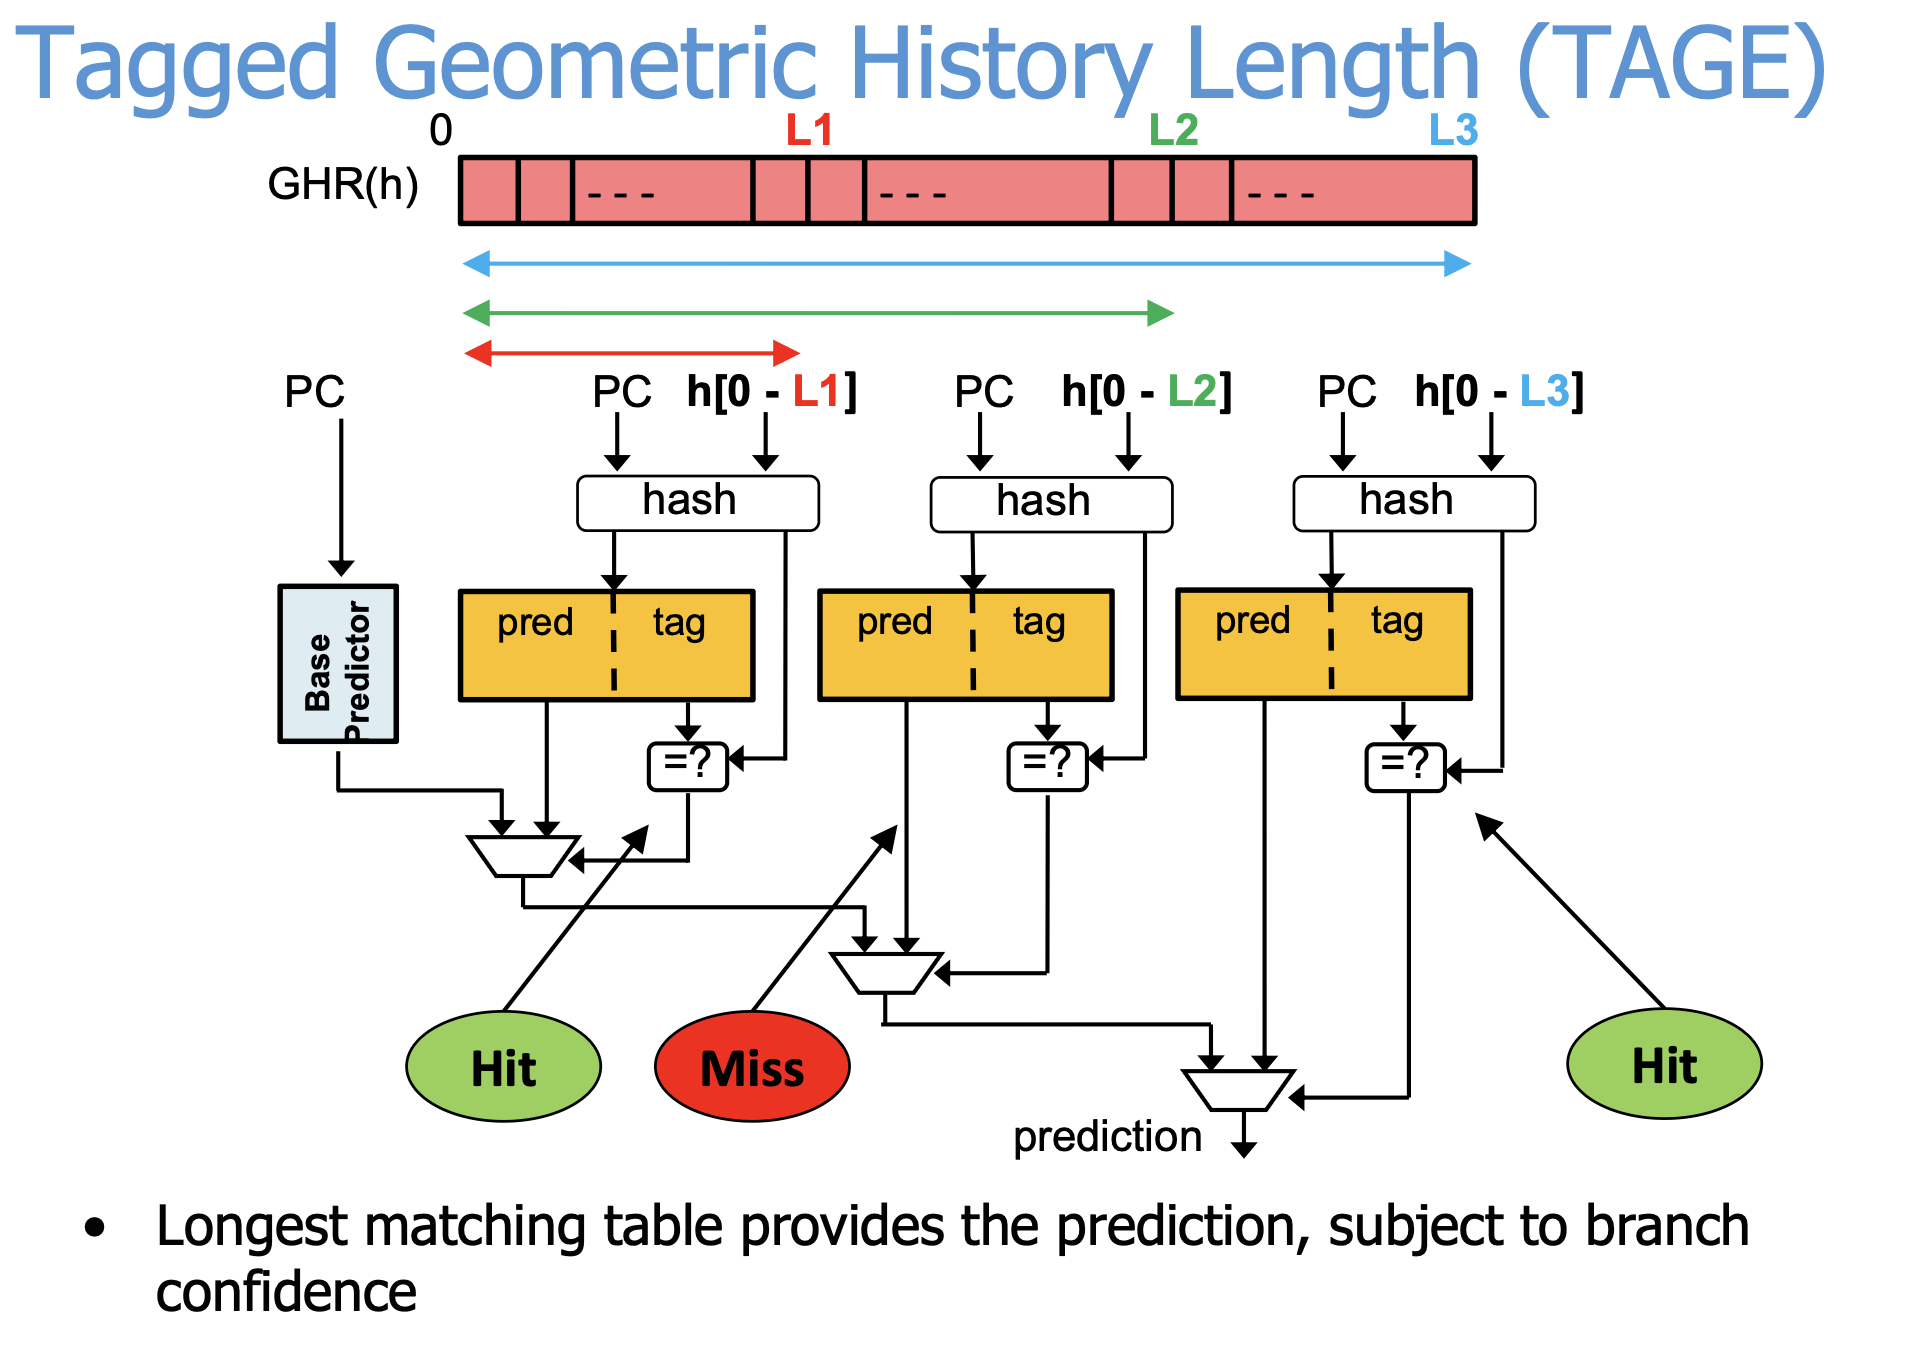 Tagged Geometric History Length (TAGE)
0 L1 L2 L3
GHR(h) - - - - - - - - -
PC PC h[0 - L1] PC h[0 - L2] PC h[0 - L3]
hash hash hash
Base
Predictor
pred tag pred tag pred tag
=? =? =?
Hit Miss Hit
prediction
• Longest matching table provides the prediction, subject to branch
confidence